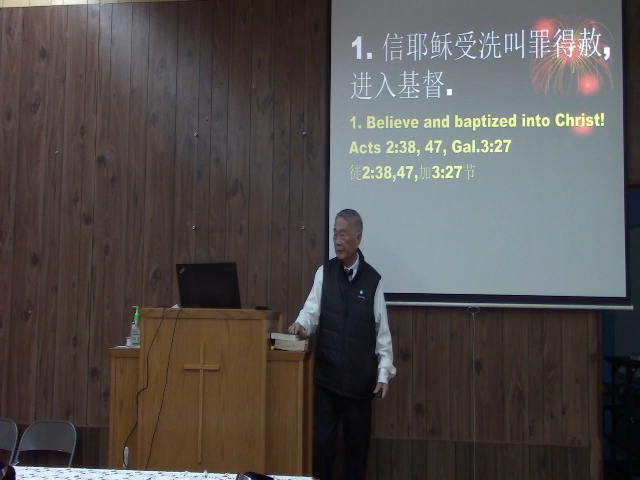 1. 信耶稣受洗叫罪得赦,
进入基督.
1. Believe and baptized into Christ!
Acts 2:38, 47, Gal.3:27
徒2:38,47,加3:27节